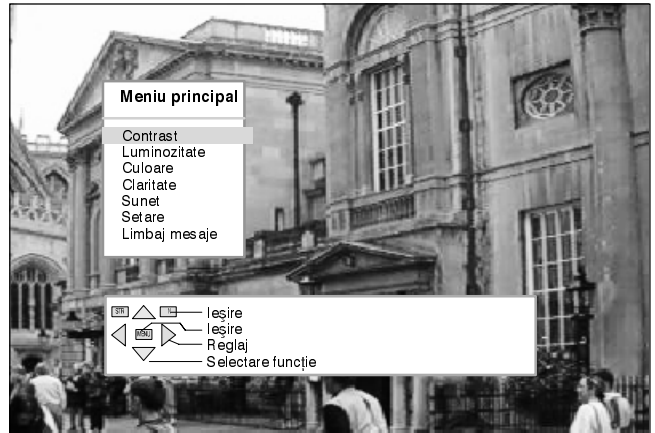 Meniu principal
Contrast
Luminozitate
Culoare
Claritate
Sunet
Setare
Limbaj mesaje
STR
Ieşire
MENU Ieşire
Reglaj
Selectare funcţie